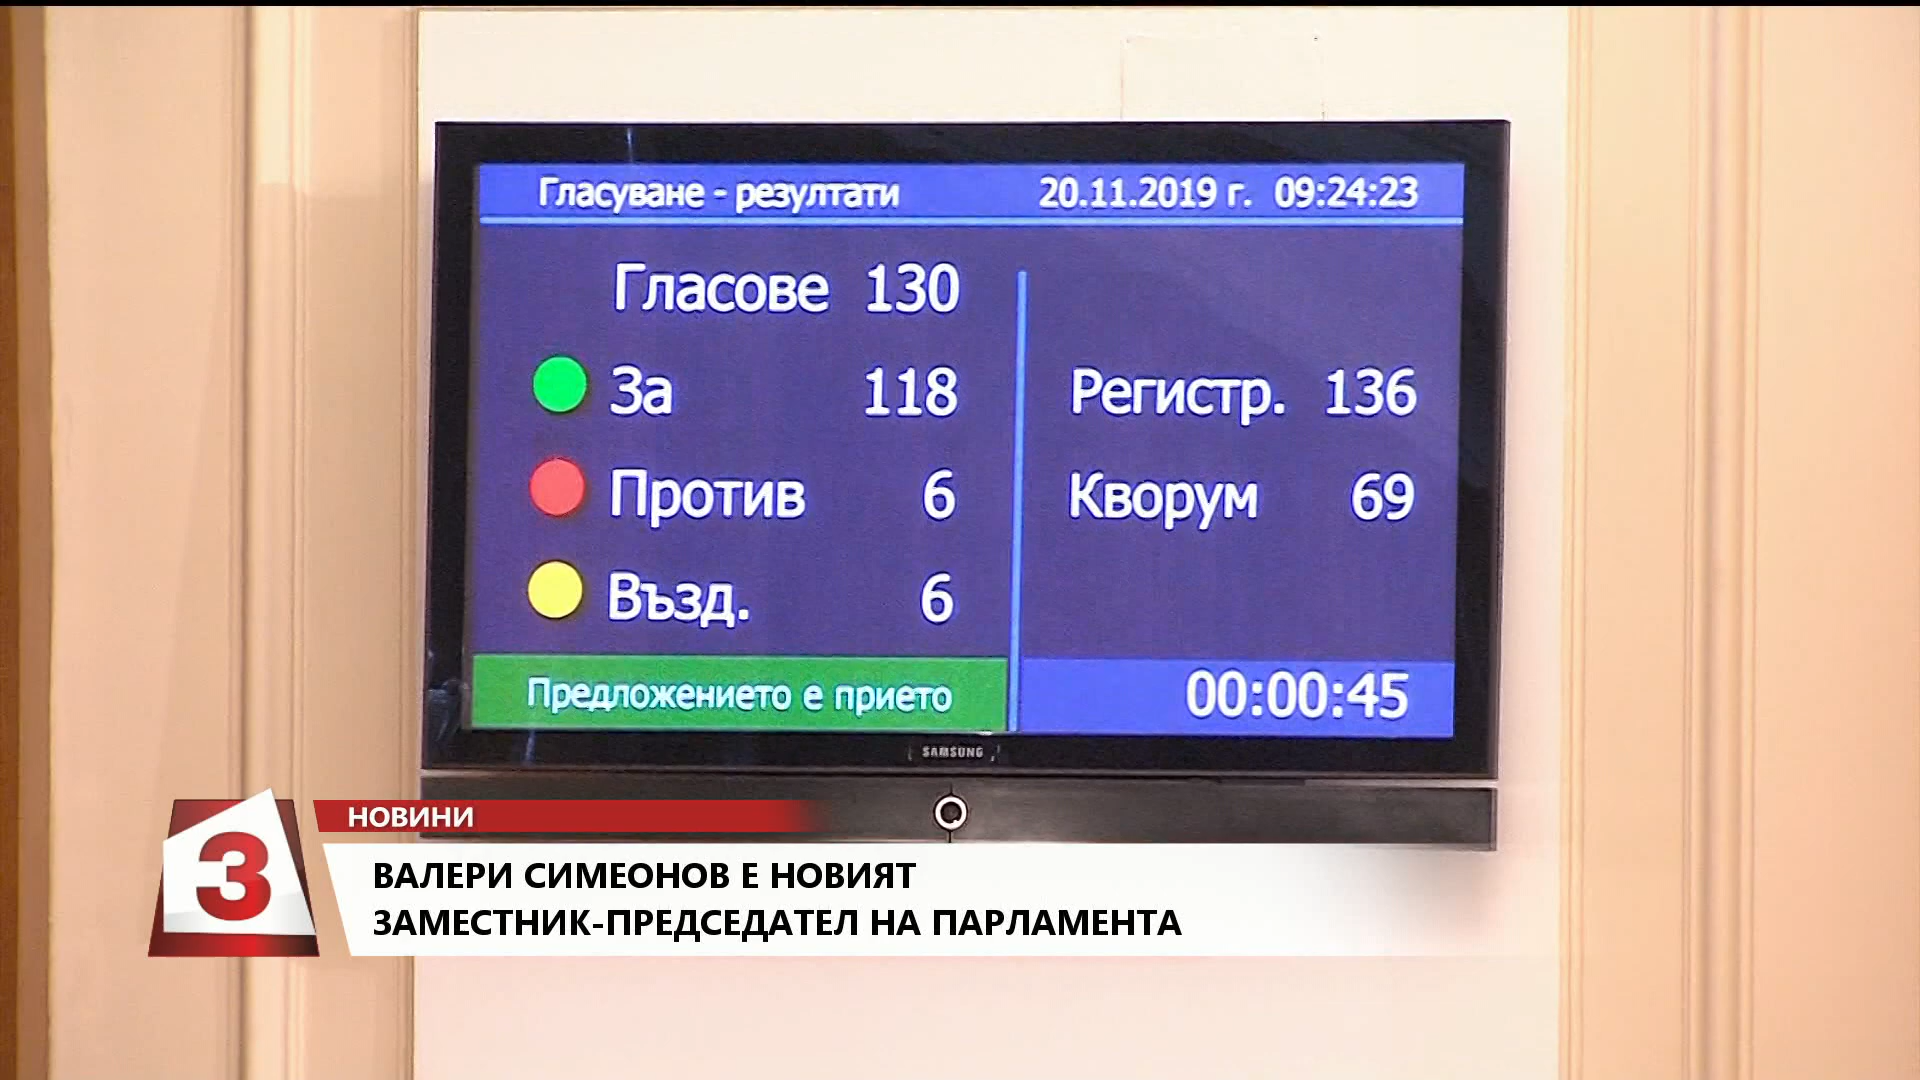 Гласуване - резултати 20.11.2019 г. 09:24:23
Гласове 130
За 118 Регистр. 136
Против 6 Кворум 69
Възд. 6
Предложението е прието 00:00:45
SAMSUNG
3 НОВИНИ
ВАЛЕРИ СИМЕОНОВ Е НОВИЯТ
ЗАМЕСТНИК-ПРЕДСЕДАТЕЛ НА ПАРЛАМЕНТА